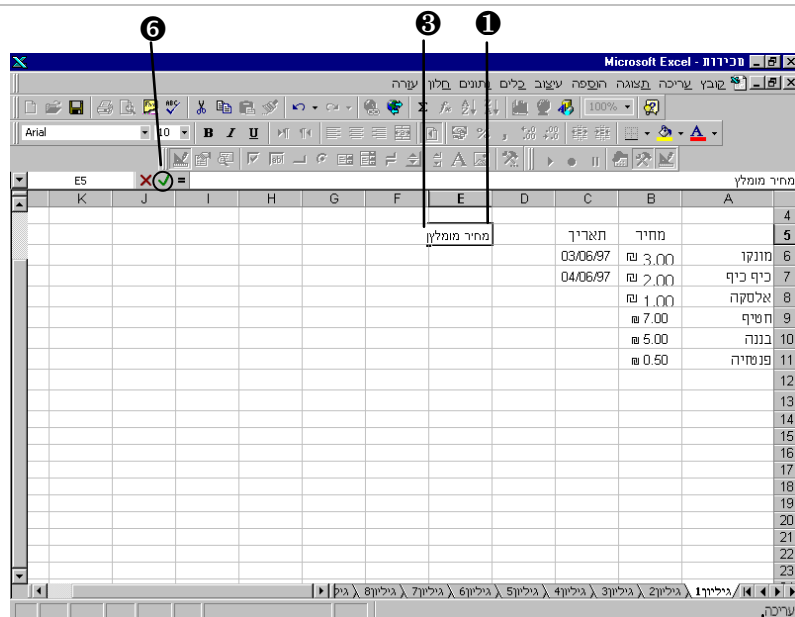 ❻ ❸ ❶
Microsoft Excel - מכירות
קובץ עריכה תצוגה הוספה עיצוב כלים נתונים חלון עזרה
100%
Arial 10 B I U
E5 = מחיר מומלץ
K J I H G F E D C B A
4
5 מחיר תאריך מחיר מומלץ
6 מונקו ₪ 3.00 03/06/97
7 כיף כיף ₪ 2.00 04/06/97
8 אלסקה ₪ 1.00
9 חטיף ₪ 7.00
10 בננה ₪ 5.00
11 פנטזיה ₪ 0.50
12
13
14
15
16
17
18
19
20
21
22
23
גיליון1 גיליון2 גיליון3 גיליון4 גיליון5 גיליון6 גיליון7 גיליון8 גיל
עריכה